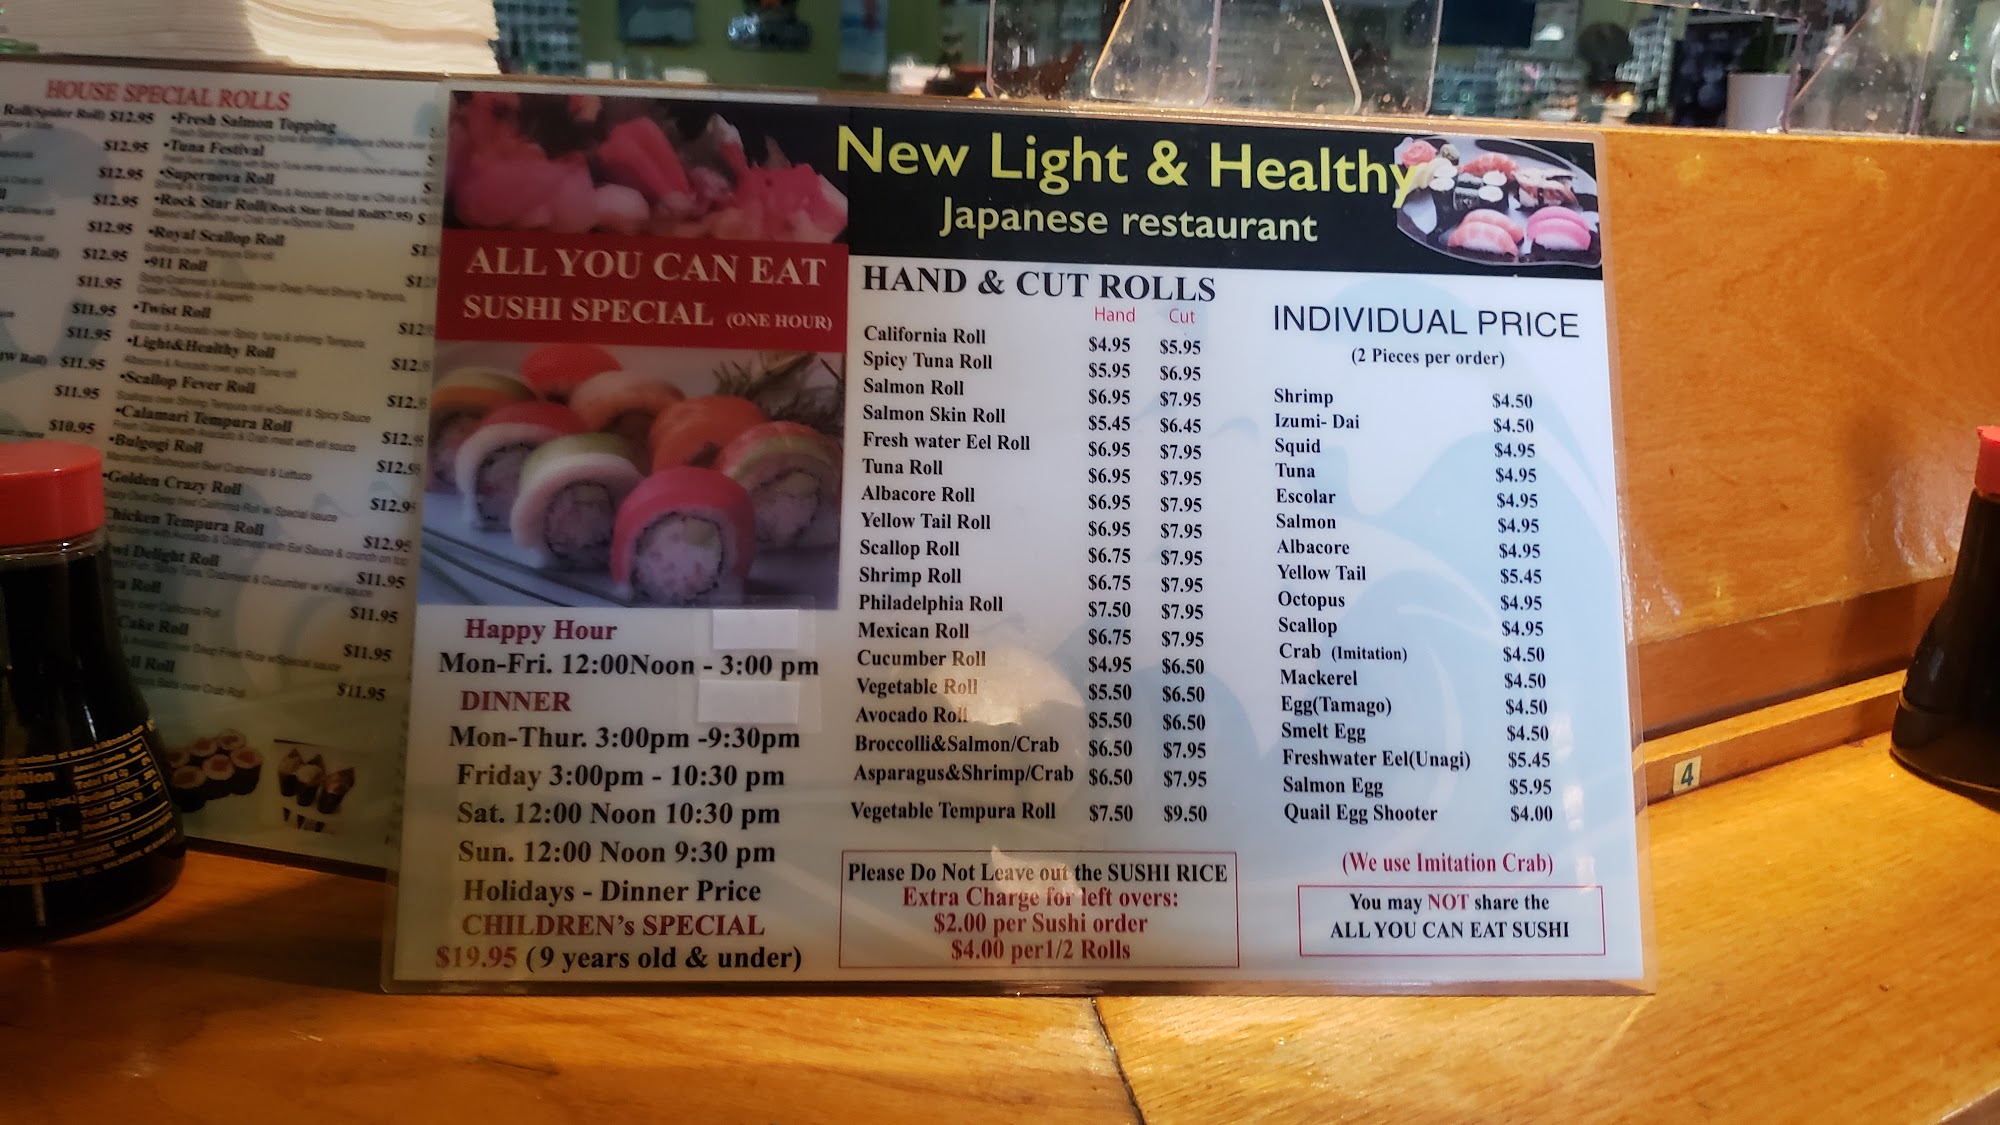 HOUSE SPECIAL ROLLS
Roll(Spider Roll) $12.95
$12.95
$12.95
$12.95
$12.95
Roll) $12.95
$11.95
$11.95
$11.95
Roll) $11.95
$11.95
$10.95
•Fresh Salmon Topping
•Tuna Festival
•Supernova Roll
•Rock Star Roll(Rock Star Hand Roll$7.95)
•Royal Scallop Roll
•911 Roll
•Twist Roll
•Light&Healthy Roll
•Scallop Fever Roll
•Calamari Tempura Roll
•Bulgogi Roll
•Golden Crazy Roll
Chicken Tempura Roll $12.95
Delight Roll $11.95
Roll $11.95
Cake Roll $11.95
Roll $11.95
ALL YOU CAN EAT
SUSHI SPECIAL (ONE HOUR)
Happy Hour
Mon-Fri. 12:00Noon - 3:00 pm
DINNER
Mon-Thur. 3:00pm -9:30pm
Friday 3:00pm - 10:30 pm
Sat. 12:00 Noon 10:30 pm
Sun. 12:00 Noon 9:30 pm
Holidays - Dinner Price
CHILDREN's SPECIAL
$19.95 (9 years old & under)
New Light & Healthy
Japanese restaurant
HAND & CUT ROLLS
Hand Cut
California Roll $4.95 $5.95
Spicy Tuna Roll $5.95 $6.95
Salmon Roll $6.95 $7.95
Salmon Skin Roll $5.45 $6.45
Fresh water Eel Roll $6.95 $7.95
Tuna Roll $6.95 $7.95
Albacore Roll $6.95 $7.95
Yellow Tail Roll $6.95 $7.95
Scallop Roll $6.75 $7.95
Shrimp Roll $6.75 $7.95
Philadelphia Roll $7.50 $7.95
Mexican Roll $6.75 $7.95
Cucumber Roll $4.95 $6.50
Vegetable Roll $5.50 $6.50
Avocado Roll $5.50 $6.50
Broccolli&Salmon/Crab $6.50 $7.95
Asparagus&Shrimp/Crab $6.50 $7.95
Vegetable Tempura Roll $7.50 $9.50
Please Do Not Leave out the SUSHI RICE
Extra Charge for left overs:
$2.00 per Sushi order
$4.00 per1/2 Rolls
INDIVIDUAL PRICE
(2 Pieces per order)
Shrimp $4.50
Izumi- Dai $4.50
Squid $4.95
Tuna $4.95
Escolar $4.95
Salmon $4.95
Albacore $4.95
Yellow Tail $5.45
Octopus $4.95
Scallop $4.95
Crab (Imitation) $4.50
Mackerel $4.50
Egg(Tamago) $4.50
Smelt Egg $4.50
Freshwater Eel(Unagi) $5.45
Salmon Egg $5.95
Quail Egg Shooter $4.00
(We use Imitation Crab)
You may NOT share the
ALL YOU CAN EAT SUSHI
4